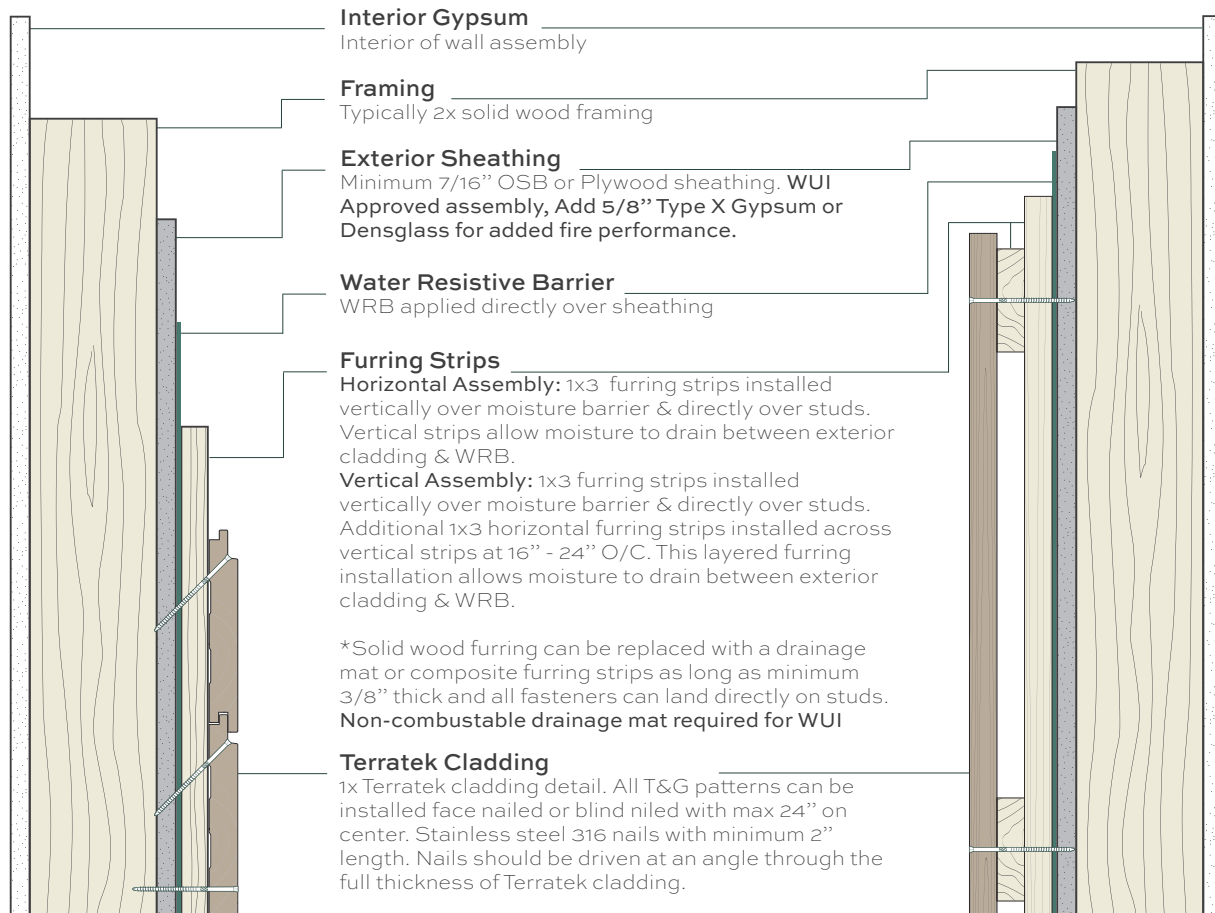 Interior Gypsum
Interior of wall assembly
Framing
Typically 2x solid wood framing
Exterior Sheathing
Minimum 7/16” OSB or Plywood sheathing. WUI
Approved assembly, Add 5/8” Type X Gypsum or
Densglass for added fire performance.
Water Resistive Barrier
WRB applied directly over sheathing
Furring Strips
Horizontal Assembly: 1x3 furring strips installed
vertically over moisture barrier & directly over studs.
Vertical strips allow moisture to drain between exterior
cladding & WRB.
Vertical Assembly: 1x3 furring strips installed
vertically over moisture barrier & directly over studs.
Additional 1x3 horizontal furring strips installed across
vertical strips at 16” - 24” O/C. This layered furring
installation allows moisture to drain between exterior
cladding & WRB.
*Solid wood furring can be replaced with a drainage
mat or composite furring strips as long as minimum
3/8” thick and all fasteners can land directly on studs.
Non-combustable drainage mat required for WUI
Terratek Cladding
1x Terratek cladding detail. All T&G patterns can be
installed face nailed or blind niled with max 24” on
center. Stainless steel 316 nails with minimum 2”
length. Nails should be driven at an angle through the
full thickness of Terratek cladding.